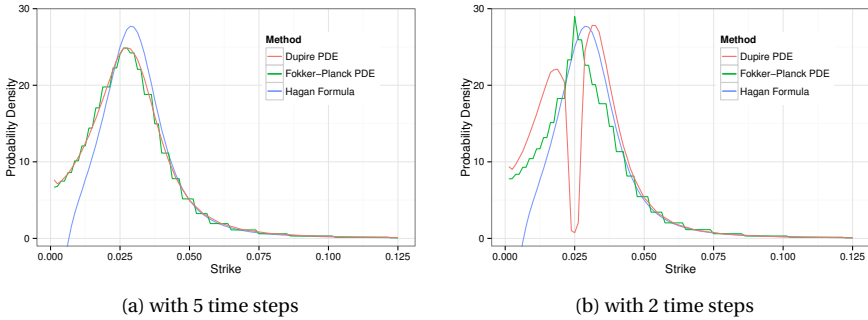 30
20
10
0
Probability Density
Method
Dupire PDE
Fokker−Planck PDE
Hagan Formula
0.000 0.025 0.050 0.075 0.100 0.125
Strike
(a) with 5 time steps
30
20
10
0
Probability Density
Method
Dupire PDE
Fokker−Planck PDE
Hagan Formula
0.000 0.025 0.050 0.075 0.100 0.125
Strike
(b) with 2 time steps